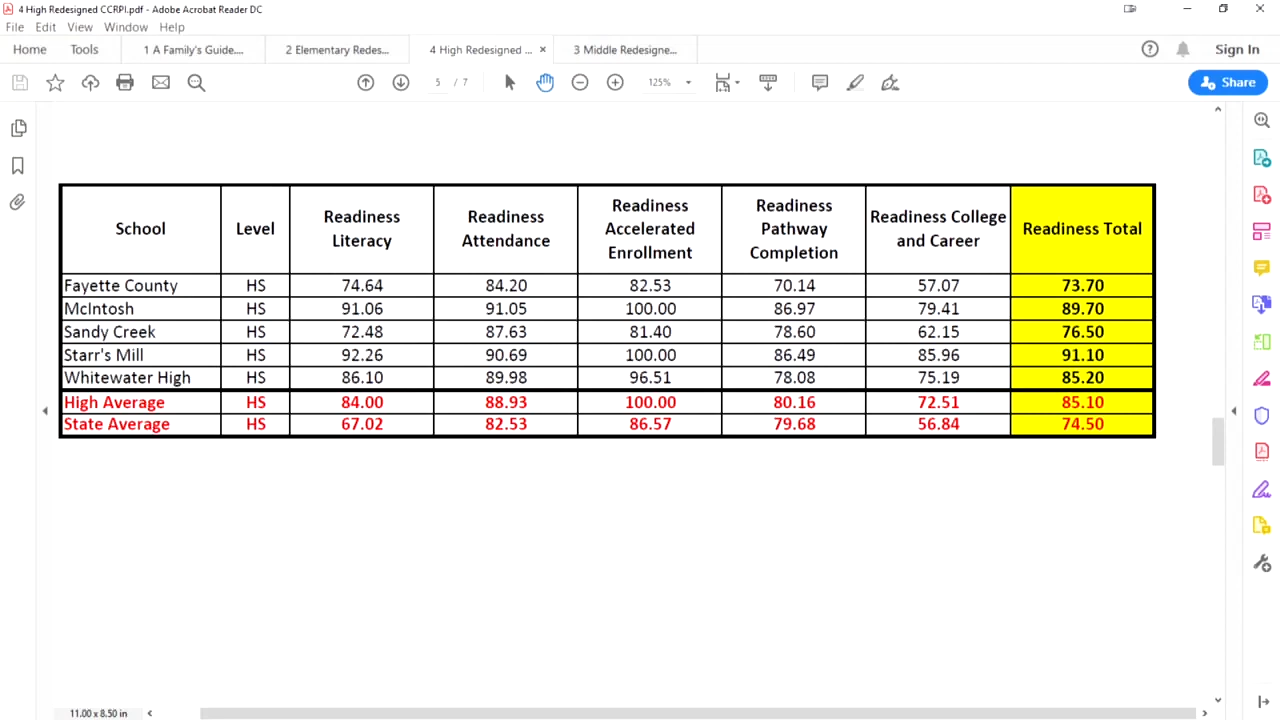 4 High Redesigned CCRPI.pdf - Adobe Acrobat Reader DC
File Edit View Window Help
Home Tools 1 A Family's Guide.... 2 Elementary Redes... 4 High Redesigned ... × 3 Middle Redesigne... Sign In
5 / 7 125% Share
School Level Readiness Literacy Readiness Attendance Readiness Accelerated Enrollment Readiness Pathway Completion Readiness College and Career Readiness Total
Fayette County HS 74.64 84.20 82.53 70.14 57.07 73.70
McIntosh HS 91.06 91.05 100.00 86.97 79.41 89.70
Sandy Creek HS 72.48 87.63 81.40 78.60 62.15 76.50
Starr's Mill HS 92.26 90.69 100.00 86.49 85.96 91.10
Whitewater High HS 86.10 89.98 96.51 78.08 75.19 85.20
High Average HS 84.00 88.93 100.00 80.16 72.51 85.10
State Average HS 67.02 82.53 86.57 79.68 56.84 74.50
11.00 x 8.50 in